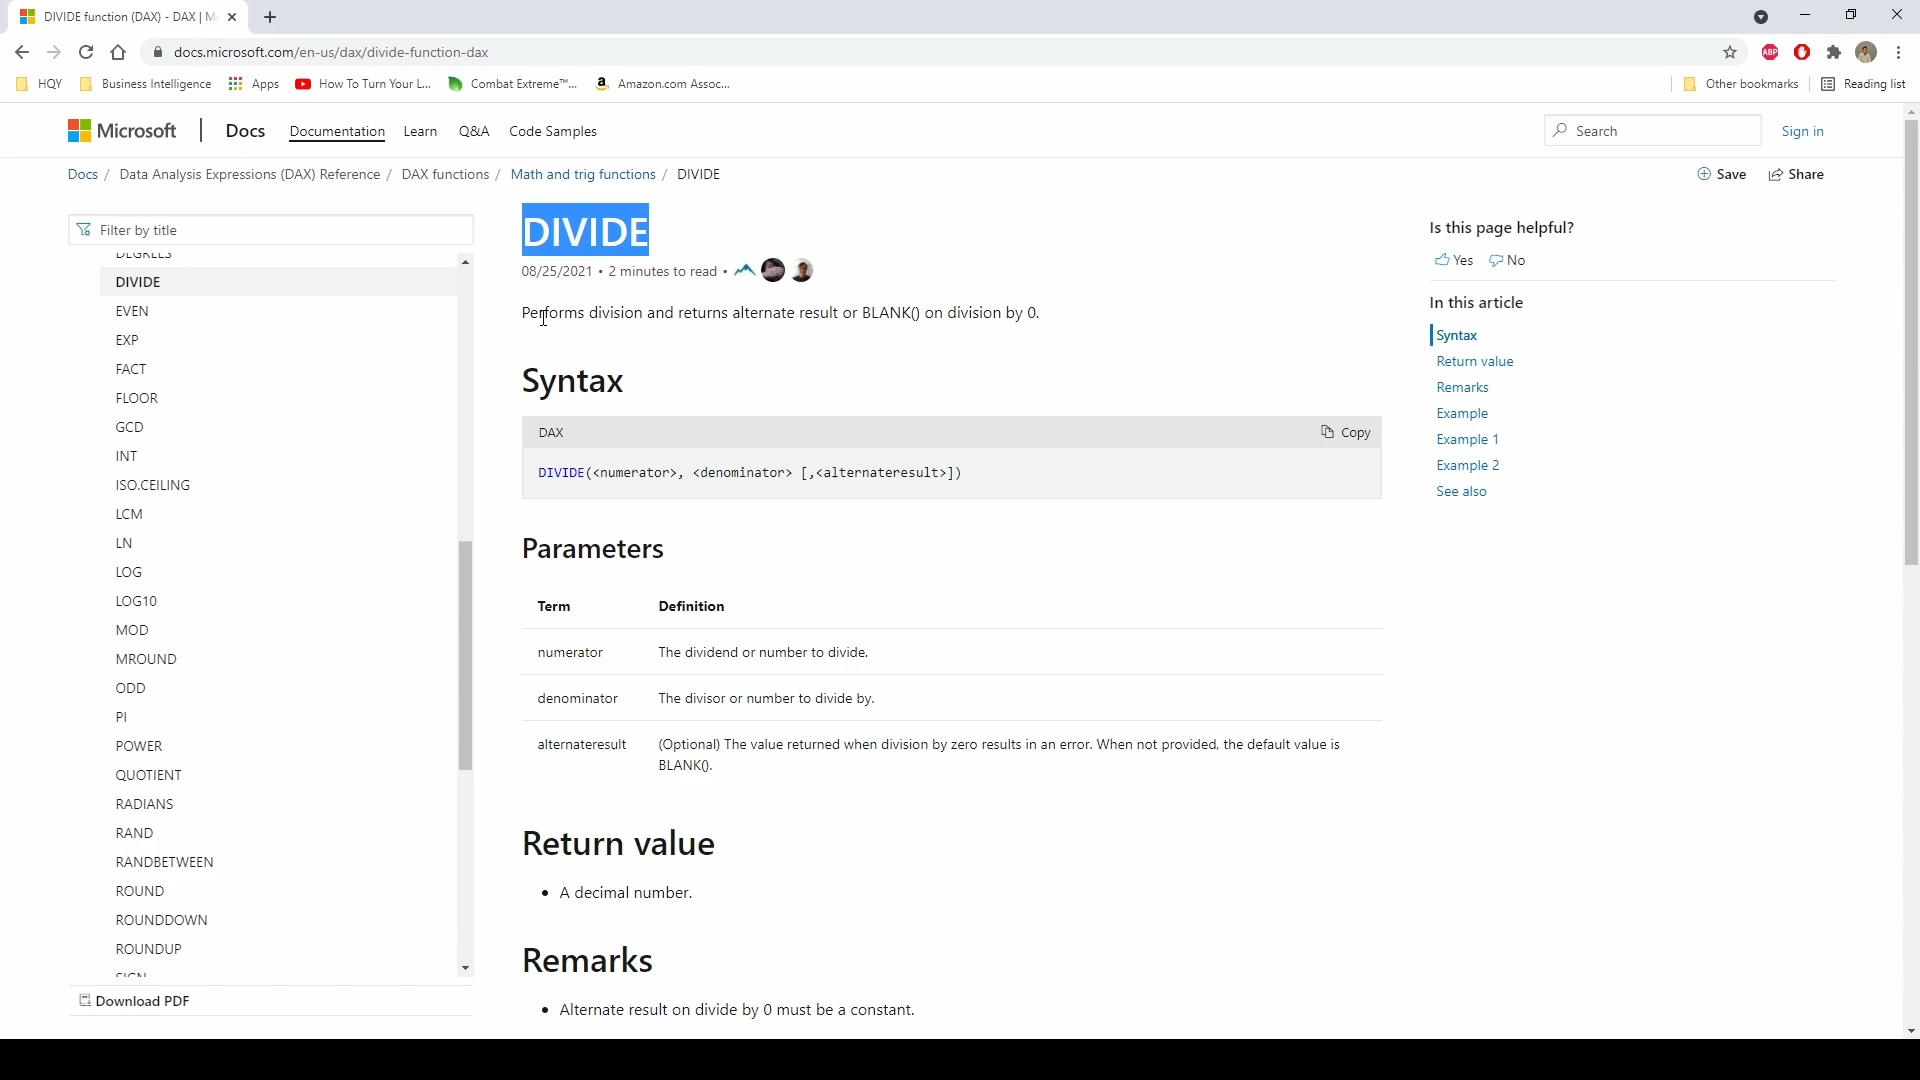 DIVIDE function (DAX) - DAX | M
docs.microsoft.com/en-us/dax/divide-function-dax
ABP
HQY
Business Intelligence
Apps
How To Turn Your L...
Combat Extreme™...
Amazon.com Assoc...
Other bookmarks
Reading list
Microsoft
Docs
Documentation
Learn
Q&A
Code Samples
Search
Sign in
Docs / Data Analysis Expressions (DAX) Reference / DAX functions / Math and trig functions / DIVIDE
Save
Share
Filter by title
DEGREES
DIVIDE
EVEN
EXP
FACT
FLOOR
GCD
INT
ISO.CEILING
LCM
LN
LOG
LOG10
MOD
MROUND
ODD
PI
POWER
QUOTIENT
RADIANS
RAND
RANDBETWEEN
ROUND
ROUNDDOWN
ROUNDUP
SIGN
Download PDF
DIVIDE
08/25/2021 • 2 minutes to read •
Performs division and returns alternate result or BLANK() on division by 0.
Syntax
DAX
Copy
DIVIDE(<numerator>, <denominator> [,<alternateresult>])
Parameters
Term Definition
numerator The dividend or number to divide.
denominator The divisor or number to divide by.
alternateresult (Optional) The value returned when division by zero results in an error. When not provided, the default value is
BLANK().
Return value
• A decimal number.
Remarks
• Alternate result on divide by 0 must be a constant.
Is this page helpful?
Yes
No
In this article
Syntax
Return value
Remarks
Example
Example 1
Example 2
See also